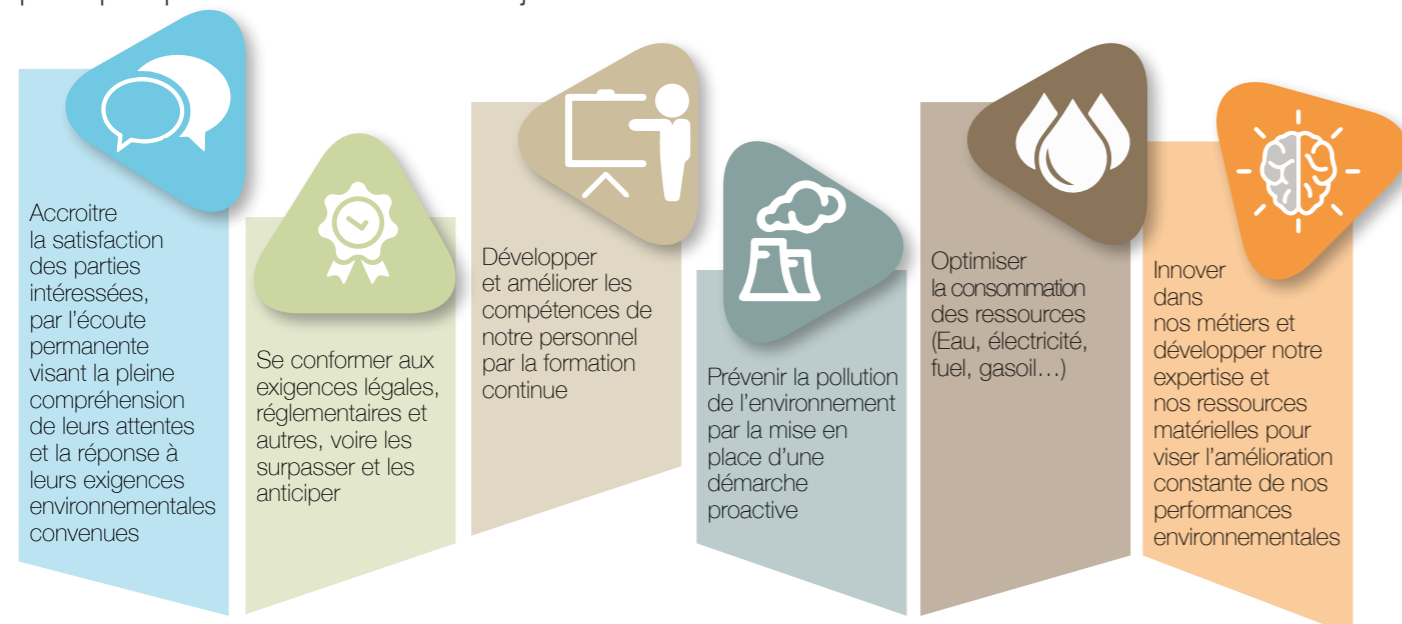 Accroitre
la satisfaction
des parties
intéressées,
par l’écoute
permanente
visant la pleine
compréhension
de leurs attentes
et la réponse à
leurs exigences
environnementales
convenues
Se conformer aux
exigences légales,
réglementaires et
autres, voire les
surpasser et les
anticiper
Développer
et améliorer les
compétences de
notre personnel
par la formation
continue
Prévenir la pollution
de l’environnement
par la mise en
place d’une
démarche
proactive
Optimiser
la consommation
des ressources
(Eau, électricité,
fuel, gasoil…)
Innover
dans
nos métiers et
développer notre
expertise et
nos ressources
matérielles pour
viser l’amélioration
constante de nos
performances
environnementales